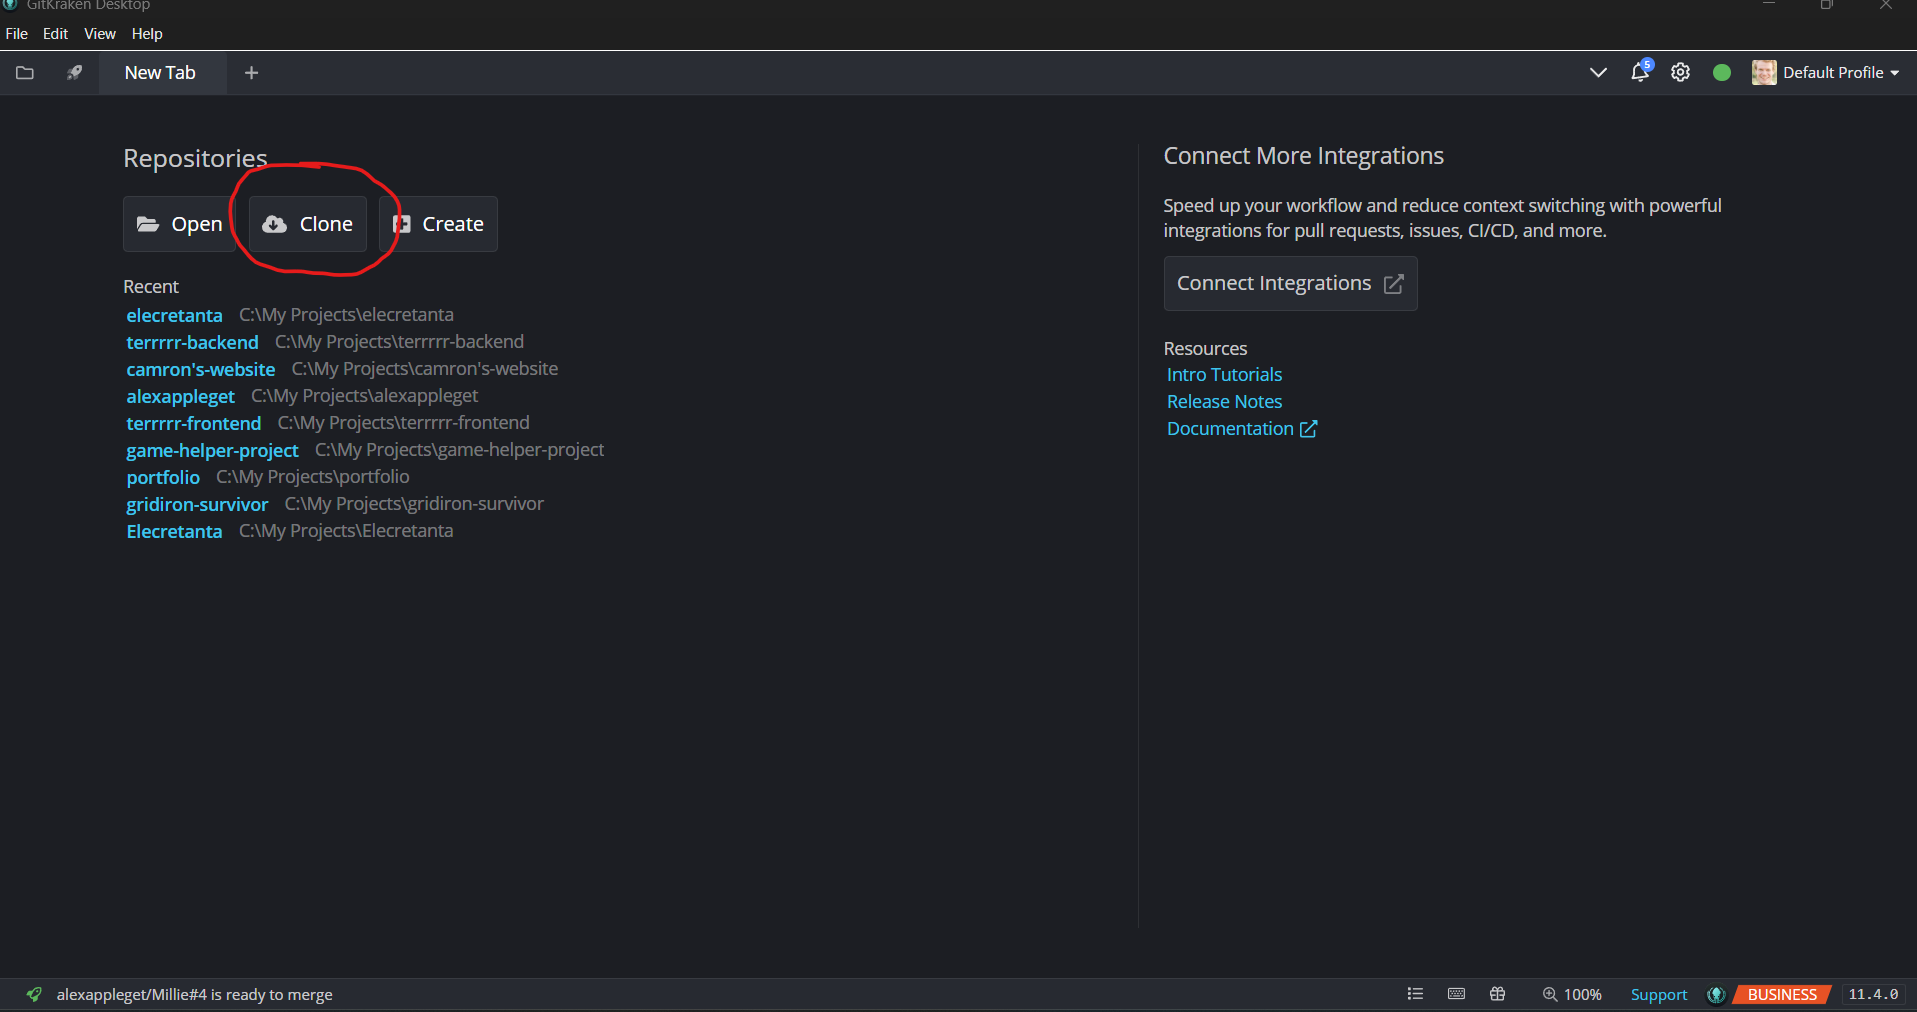 GitKraken Desktop
File Edit View Help
New Tab
5
Default Profile
Repositories
Open Clone Create
Recent
elecretanta C:\My Projects\elecretanta
terrrrr-backend C:\My Projects\terrrrr-backend
camron's-website C:\My Projects\camron's-website
alexappleget C:\My Projects\alexappleget
terrrrr-frontend C:\My Projects\terrrrr-frontend
game-helper-project C:\My Projects\game-helper-project
portfolio C:\My Projects\portfolio
gridiron-survivor C:\My Projects\gridiron-survivor
Elecretanta C:\My Projects\Elecretanta
Connect More Integrations
Speed up your workflow and reduce context switching with powerful
integrations for pull requests, issues, CI/CD, and more.
Connect Integrations
Resources
Intro Tutorials
Release Notes
Documentation
alexappleget/Millie#4 is ready to merge
100% Support BUSINESS 11.4.0